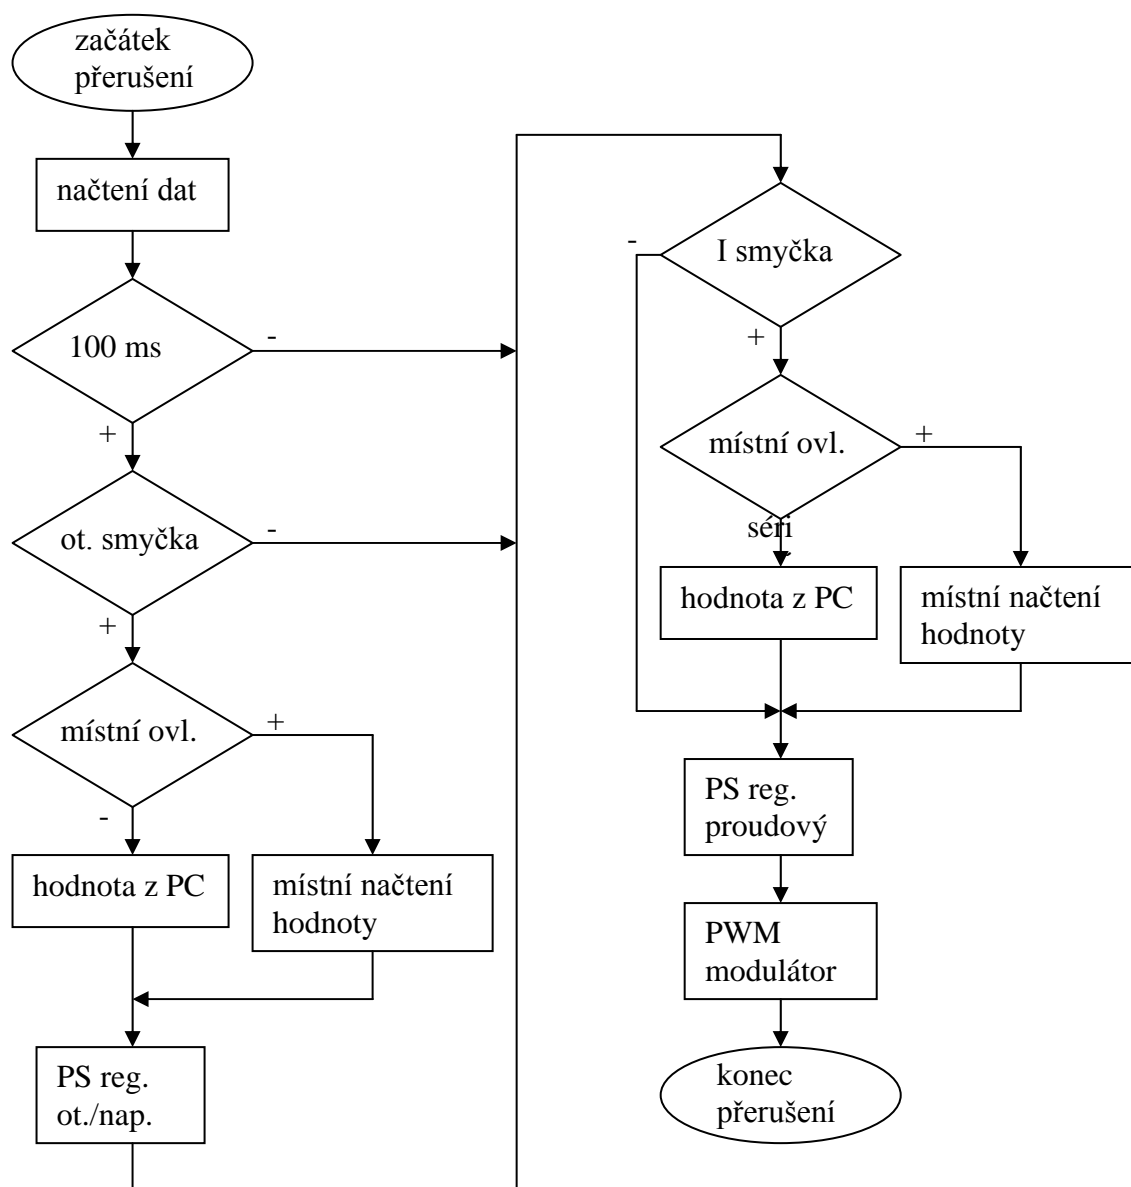 začátek
přerušení
načtení dat
100 ms
-
+
ot. smyčka
-
+
místní ovl.
+
-
hodnota z PC
místní načtení
hodnoty
PS reg.
ot./nap.
I smyčka
-
+
místní ovl.
+
séri
hodnota z PC
místní načtení
hodnoty
PS reg.
proudový
PWM
modulátor
konec
přerušení